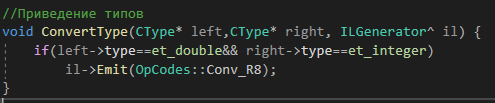 //Приведение типов
void ConvertType(CType* left,CType* right, ILGenerator^ il) {
    if(left->type==et_double&& right->type==et_integer)
        il->Emit(OpCodes::Conv_R8);
}